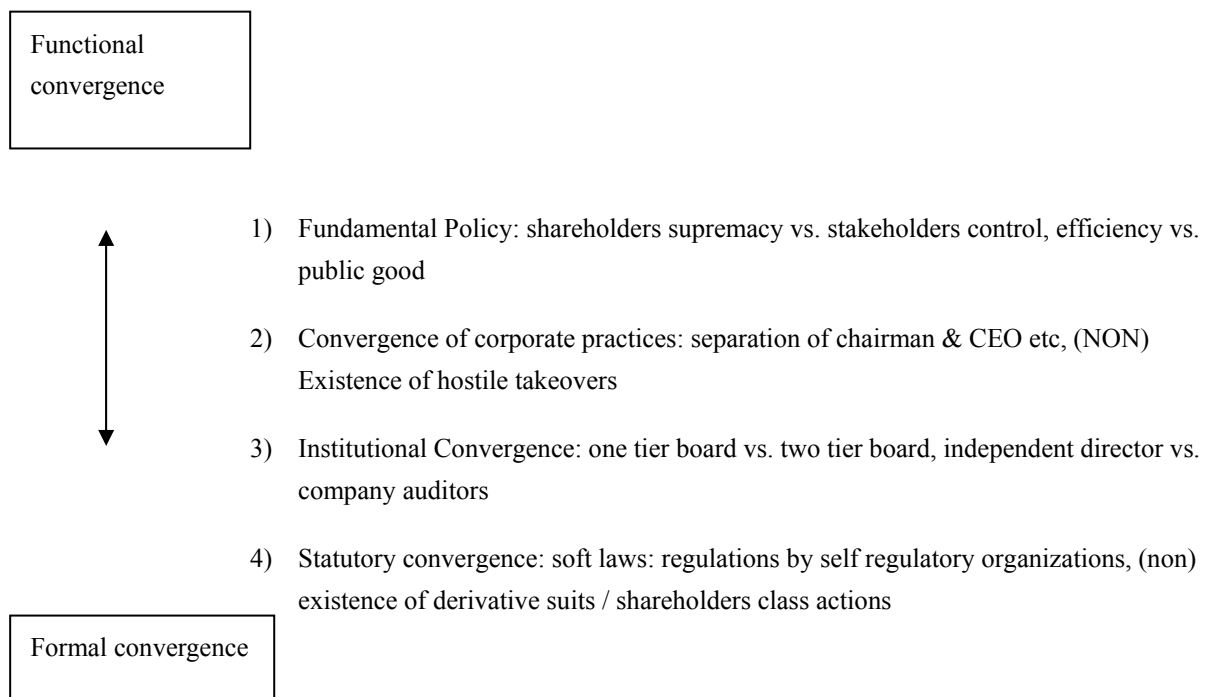 Functional
convergence
1) Fundamental Policy: shareholders supremacy vs. stakeholders control, efficiency vs.
public good
2) Convergence of corporate practices: separation of chairman & CEO etc, (NON)
Existence of hostile takeovers
3) Institutional Convergence: one tier board vs. two tier board, independent director vs.
company auditors
4) Statutory convergence: soft laws: regulations by self regulatory organizations, (non)
existence of derivative suits / shareholders class actions
Formal convergence